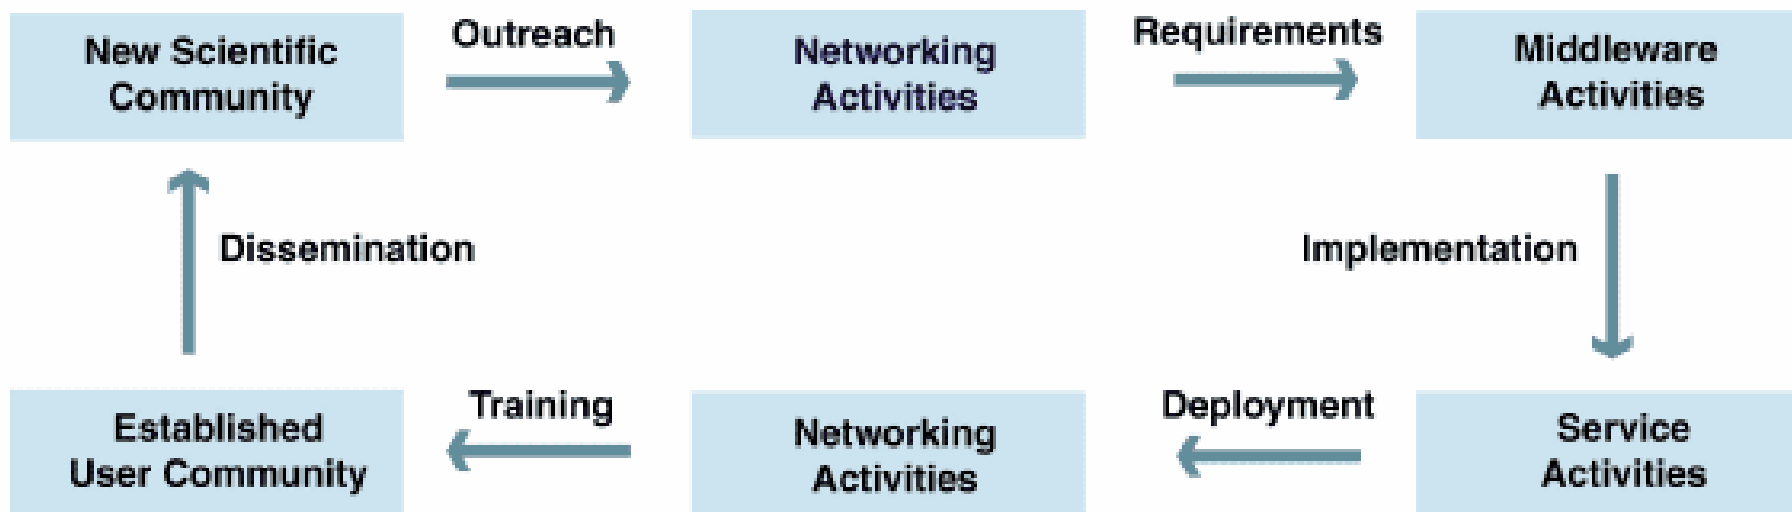 New Scientific
Community
Outreach
Networking
Activities
Requirements
Middleware
Activities
Dissemination
Implementation
Established
User Community
Training
Networking
Activities
Deployment
Service
Activities